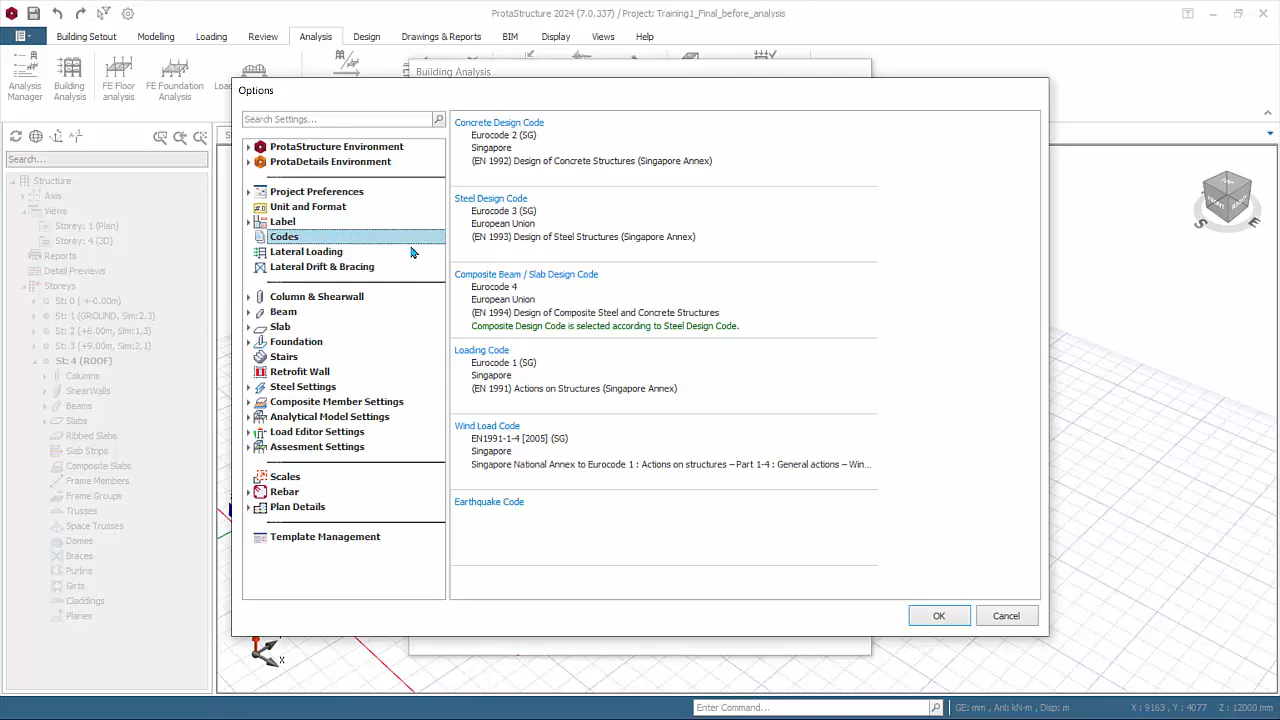 ProtaStructure 2024 (7.0.337) / Project: Training1_Final_before_analysis
Building Setout Modelling Loading Review Analysis Design Drawings & Reports BIM Display Views Help
Analysis Manager
Building Analysis
FE Floor analysis
FE Foundation Analysis
Building Analysis
Options
Search Settings...
ProtaStructure Environment
ProtaDetails Environment
Project Preferences
Unit and Format
Label
Codes
Lateral Loading
Lateral Drift & Bracing
Column & Shearwall
Beam
Slab
Foundation
Stairs
Retrofit Wall
Steel Settings
Composite Member Settings
Analytical Model Settings
Load Editor Settings
Assesment Settings
Scales
Rebar
Plan Details
Template Management
Concrete Design Code
Eurocode 2 (SG)
Singapore
(EN 1992) Design of Concrete Structures (Singapore Annex)
Steel Design Code
Eurocode 3 (SG)
European Union
(EN 1993) Design of Steel Structures (Singapore Annex)
Composite Beam / Slab Design Code
Eurocode 4
European Union
(EN 1994) Design of Composite Steel and Concrete Structures
Composite Design Code is selected according to Steel Design Code.
Loading Code
Eurocode 1 (SG)
Singapore
(EN 1991) Actions on Structures (Singapore Annex)
Wind Load Code
EN1991-1-4 [2005] (SG)
Singapore
Singapore National Annex to Eurocode 1 : Actions on structures – Part 1-4 : General actions – Win...
Earthquake Code
OK Cancel
Search...
Structure
Axis
Views
Storey: 1 (Plan)
Storey: 4 (3D)
Reports
Detail Previews
Storeys
St: 0 ( +-0.00m)
St: 1 (GROUND, Sim:2,3)
St: 2 (+6.00m, Sim:1,3)
St: 3 (+9.00m, Sim:2,1)
St: 4 (ROOF)
Columns
ShearWalls
Beams
Slabs
Ribbed Slabs
Slab Strips
Composite Slabs
Frame Members
Frame Groups
Trusses
Space Trusses
Domes
Braces
Purlins
Girts
Claddings
Planes
TOP
FRONT
RIGHT
S
E
X
Enter Command...
GE: mm , Anl: kN-m , Disp: m
X : 9163 , Y : 4077 Z : 12000 mm